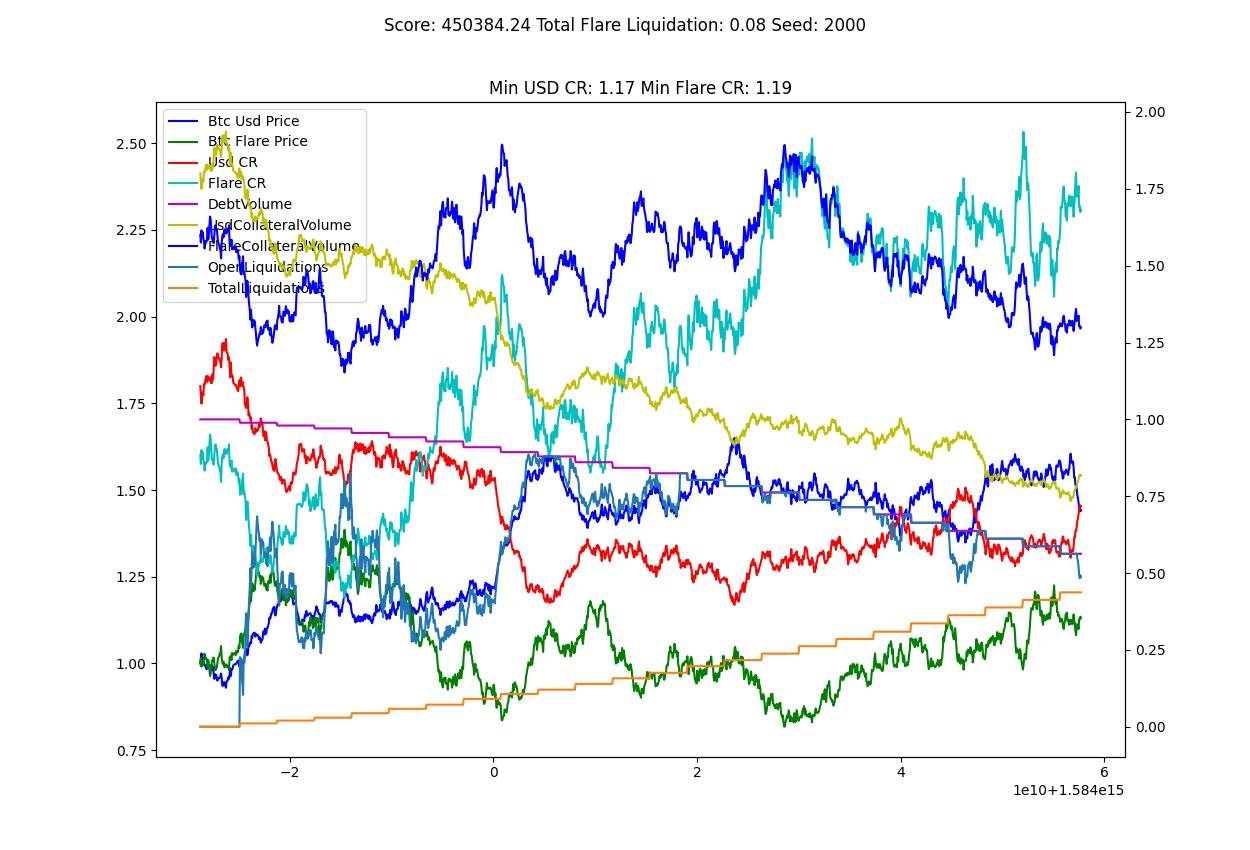 Score: 450384.24 Total Flare Liquidation: 0.08 Seed: 2000
Min USD CR: 1.17 Min Flare CR: 1.19
Btc Usd Price
Btc Flare Price
Usd CR
Flare CR
DebtVolume
UsdCollateralVolume
FlareCollateralVolume
OpenLiquidations
TotalLiquidations
2.50
2.25
2.00
1.75
1.50
1.25
1.00
0.75
2.00
1.75
1.50
1.25
1.00
0.75
0.50
0.25
0.00
−2 0 2 4 6
1e10+1.584e15